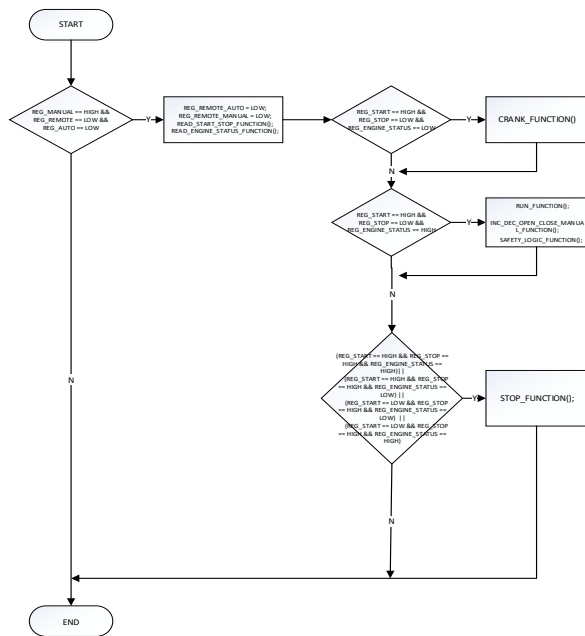 START
REG_MANUAL == HIGH &&
REG_REMOTE == LOW &&
REG_AUTO == LOW
Y
REG_REMOTE_AUTO = LOW;
REG_REMOTE_MANUAL = LOW;
READ_START_STOP_FUNCTION();
READ_ENGINE_STATUS_FUNCTION();
REG_START == HIGH &&
REG_STOP == LOW &&
REG_ENGINE_STATUS == LOW
Y
CRANK_FUNCTION()
N
REG_START == HIGH &&
REG_STOP == LOW &&
REG_ENGINE_STATUS == HIGH
Y
RUN_FUNCTION();
INC_DEC_OPEN_CLOSE_MANUA
L_FUNCTION();
SAFETY_LOGIC_FUNCTION();
N
(REG_START == HIGH && REG_STOP ==
HIGH && REG_ENGINE_STATUS ==
HIGH) ||
(REG_START == HIGH && REG_STOP
== HIGH && REG_ENGINE_STATUS ==
LOW) ||
(REG_START == LOW && REG_STOP
== HIGH && REG_ENGINE_STATUS ==
LOW) ||
(REG_START == LOW && REG_STOP
== HIGH && REG_ENGINE_STATUS ==
HIGH)
Y
STOP_FUNCTION();
N
N
END